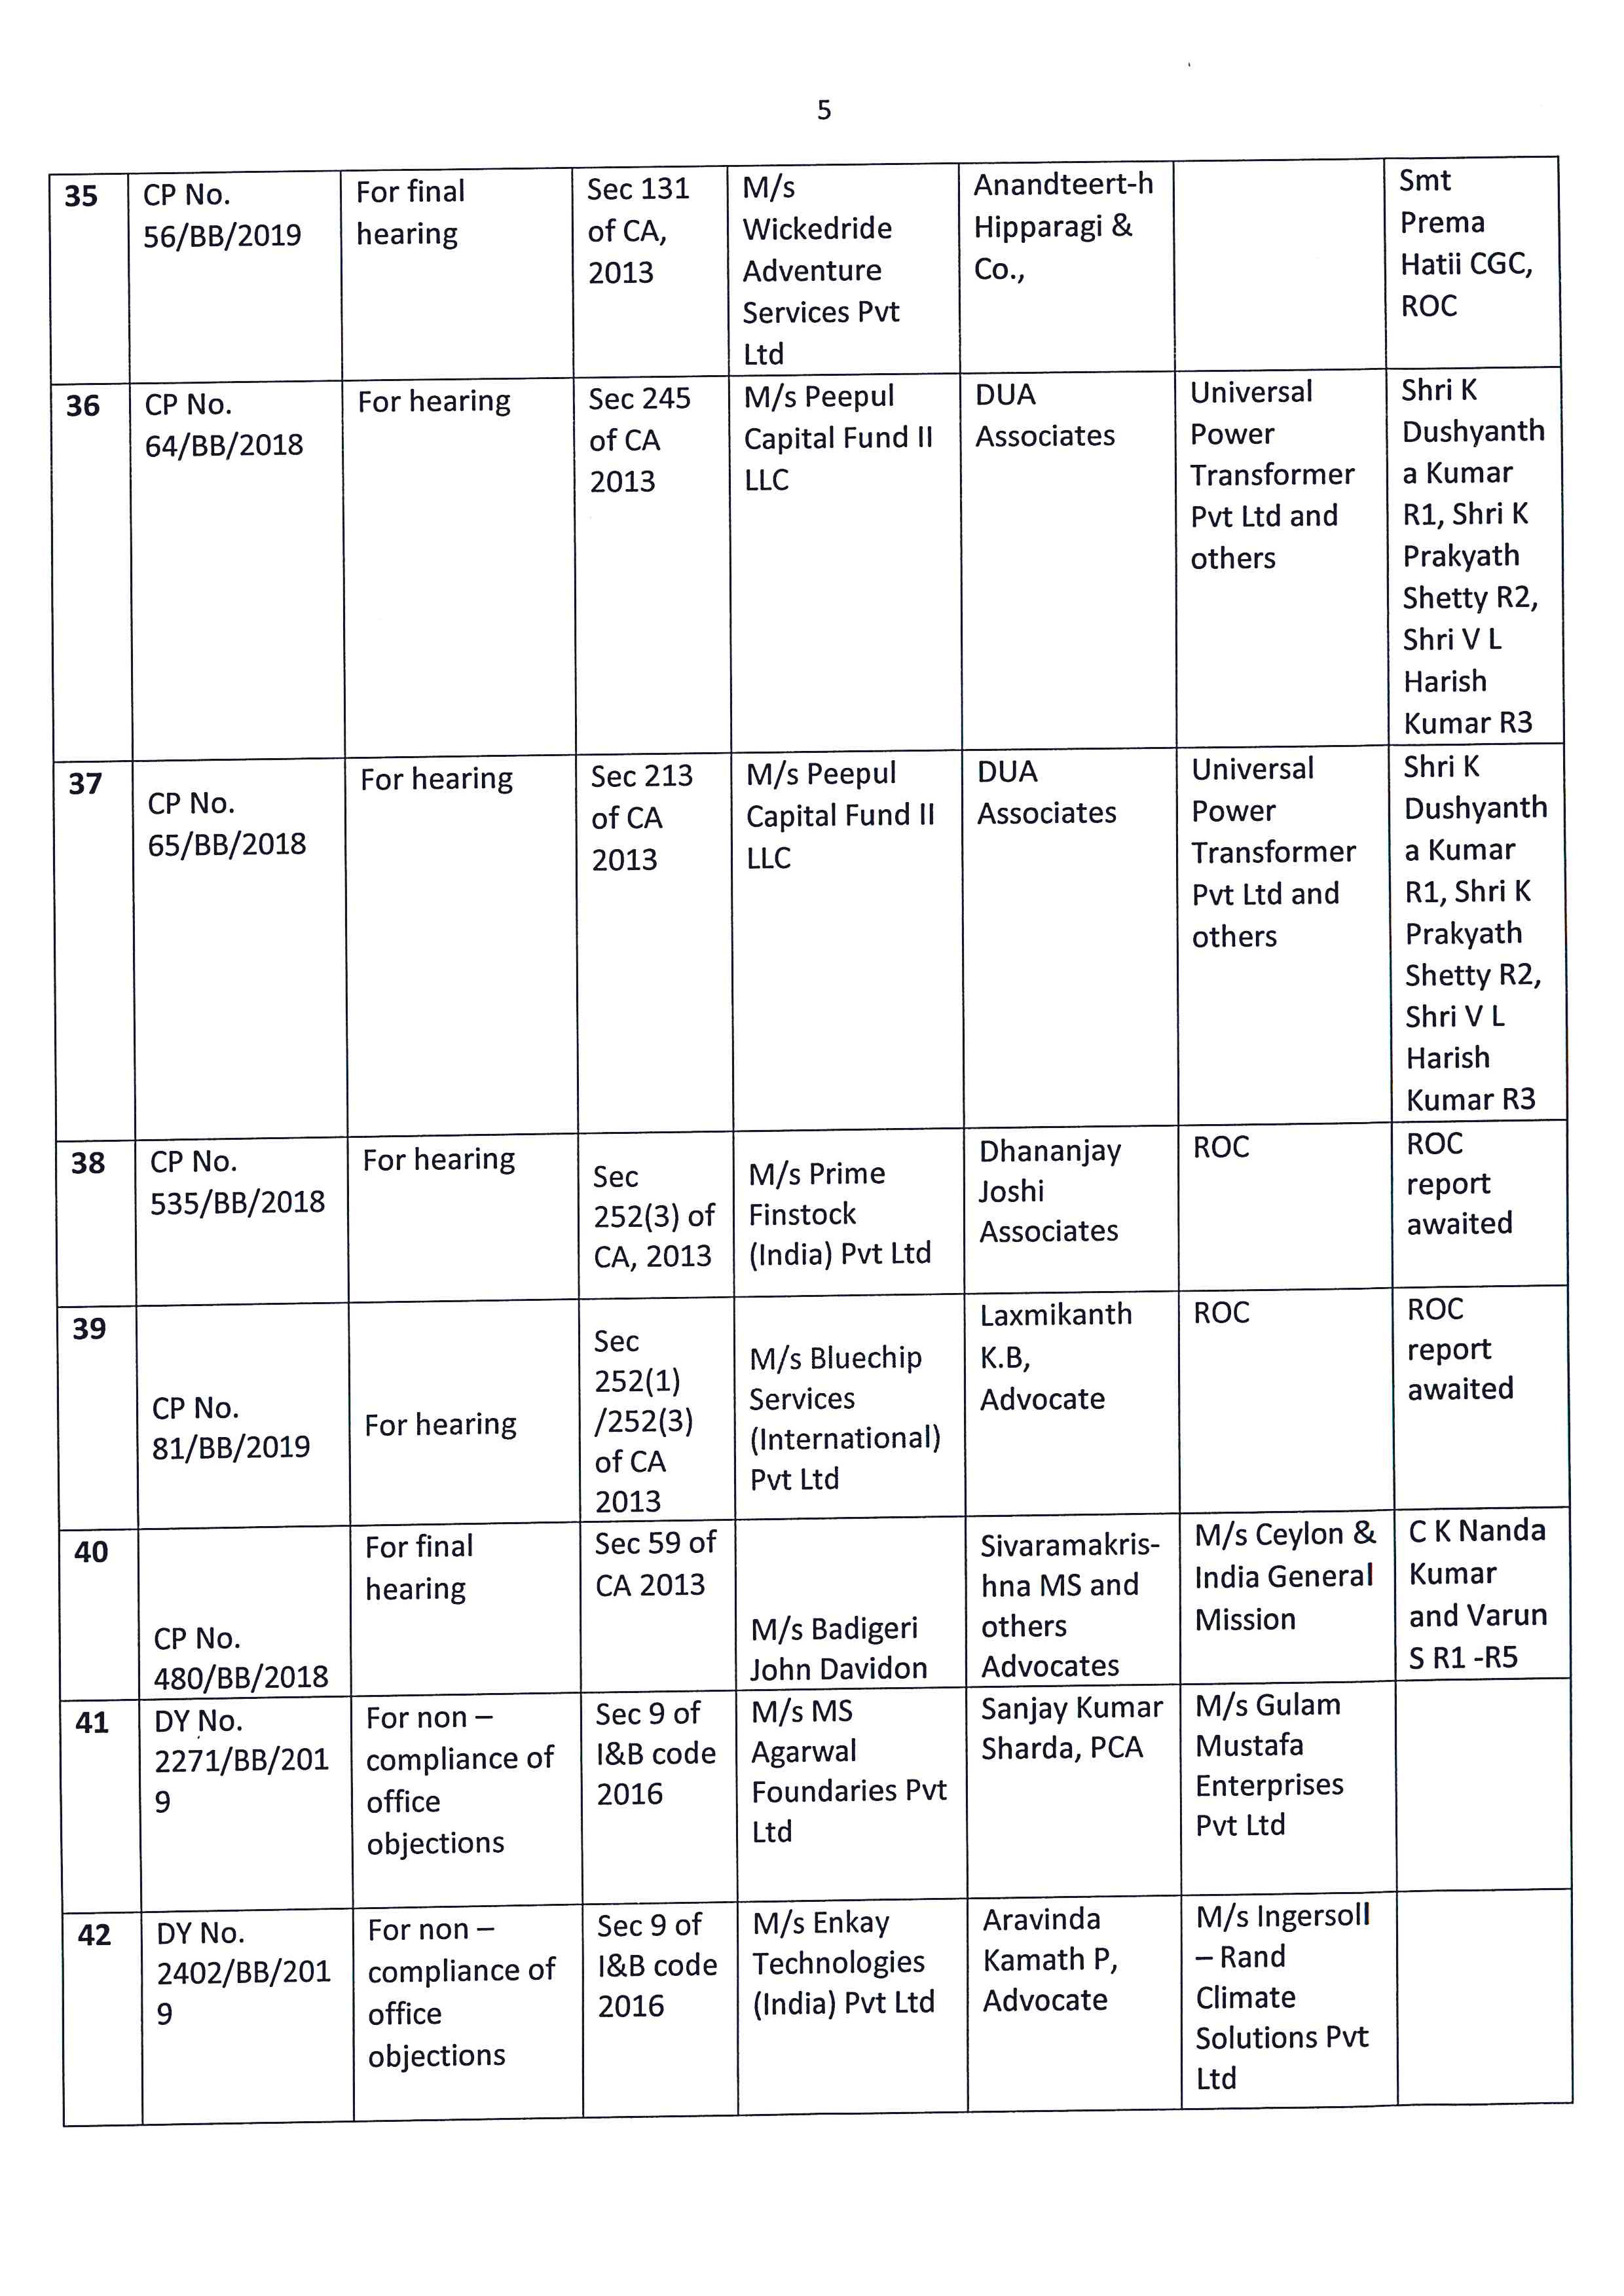 5
35
CP No.
56/BB/2019
For final
hearing
Sec 131
of CA,
2013
M/s
Wickedride
Adventure
Services Pvt
Ltd
Anandteert-h
Hipparagi &
Co.,
Smt
Prema
Hatii CGC,
ROC
36
CP No.
64/BB/2018
For hearing
Sec 245
of CA
2013
M/s Peepul
Capital Fund II
LLC
DUA
Associates
Universal
Power
Transformer
Pvt Ltd and
others
Shri K
Dushyanth
a Kumar
R1, Shri K
Prakyath
Shetty R2,
Shri V L
Harish
Kumar R3
37
CP No.
65/BB/2018
For hearing
Sec 213
of CA
2013
M/s Peepul
Capital Fund II
LLC
DUA
Associates
Universal
Power
Transformer
Pvt Ltd and
others
Shri K
Dushyanth
a Kumar
R1, Shri K
Prakyath
Shetty R2,
Shri V L
Harish
Kumar R3
38
CP No.
535/BB/2018
For hearing
Sec
252(3) of
CA, 2013
M/s Prime
Finstock
(India) Pvt Ltd
Dhananjay
Joshi
Associates
ROC
ROC
report
awaited
39
CP No.
81/BB/2019
For hearing
Sec
252(1)
/252(3)
of CA
2013
M/s Bluechip
Services
(International)
Pvt Ltd
Laxmikanth
K.B,
Advocate
ROC
ROC
report
awaited
40
CP No.
480/BB/2018
For final
hearing
Sec 59 of
CA 2013
M/s Badigeri
John Davidon
Sivaramakris-
hna MS and
others
Advocates
M/s Ceylon &
India General
Mission
C K Nanda
Kumar
and Varun
S R1 -R5
41
DY No.
2271/BB/201
9
For non –
compliance of
office
objections
Sec 9 of
I&B code
2016
M/s MS
Agarwal
Foundaries Pvt
Ltd
Sanjay Kumar
Sharda, PCA
M/s Gulam
Mustafa
Enterprises
Pvt Ltd
42
DY No.
2402/BB/201
9
For non –
compliance of
office
objections
Sec 9 of
I&B code
2016
M/s Enkay
Technologies
(India) Pvt Ltd
Aravinda
Kamath P,
Advocate
M/s Ingersoll
– Rand
Climate
Solutions Pvt
Ltd